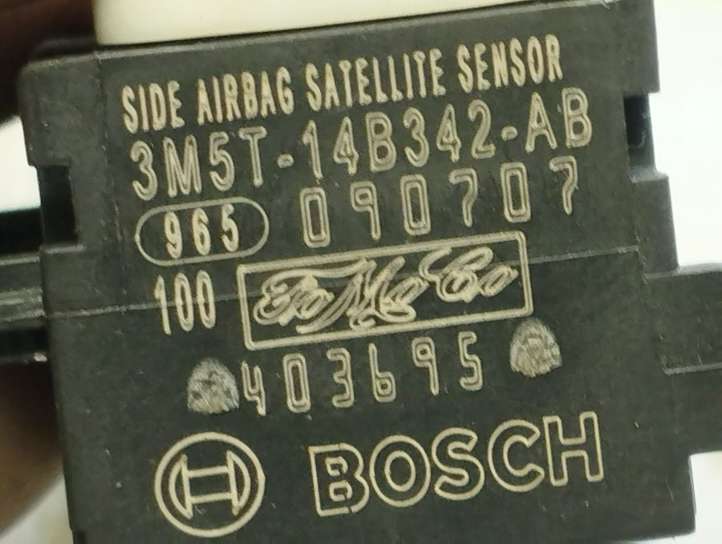 SIDE AIRBAG SATELLITE SENSOR
3M5T-14B342-AB
965 090707
100 FoMoCo
403695
BOSCH